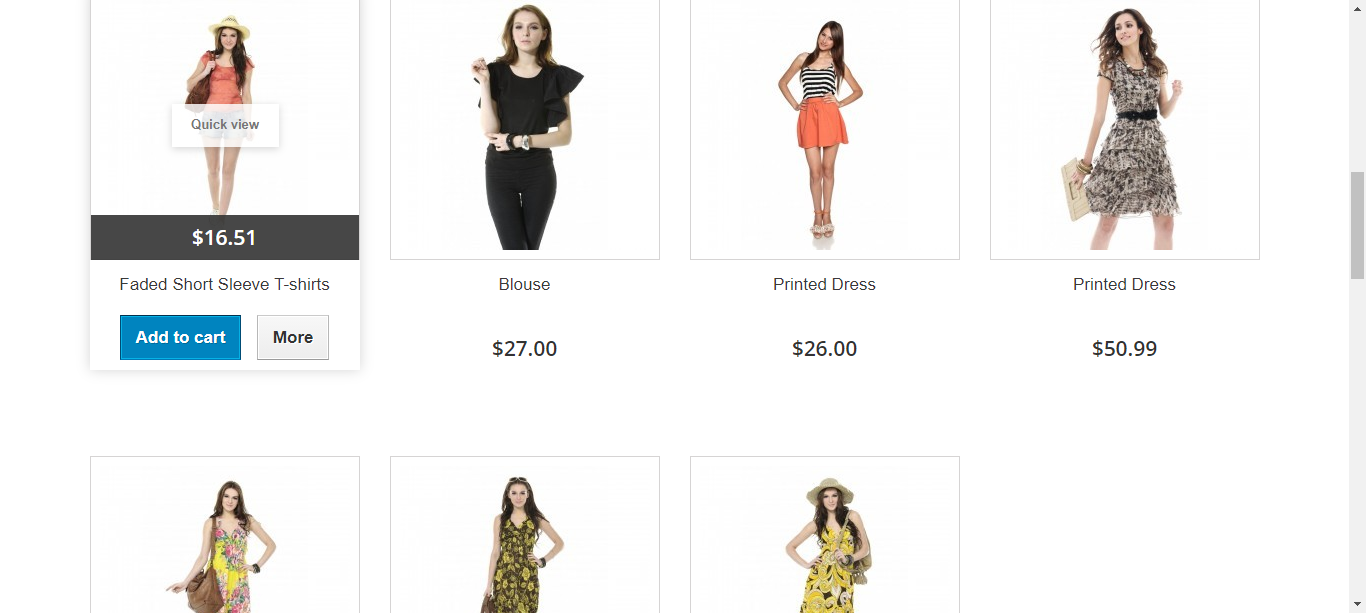 Quick view
$16.51
Faded Short Sleeve T-shirts
Blouse
Printed Dress
Printed Dress
Add to cart
More
$27.00
$26.00
$50.99